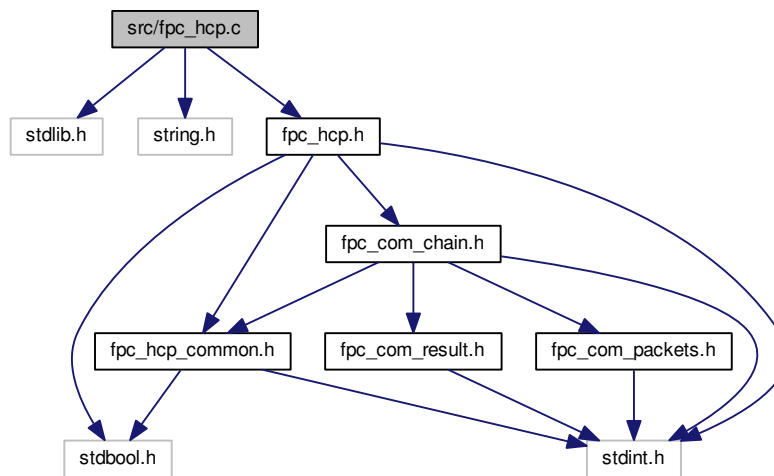 src/fpc_hcp.c
stdlib.h
string.h
fpc_hcp.h
fpc_com_chain.h
fpc_hcp_common.h
fpc_com_result.h
fpc_com_packets.h
stdbool.h
stdint.h